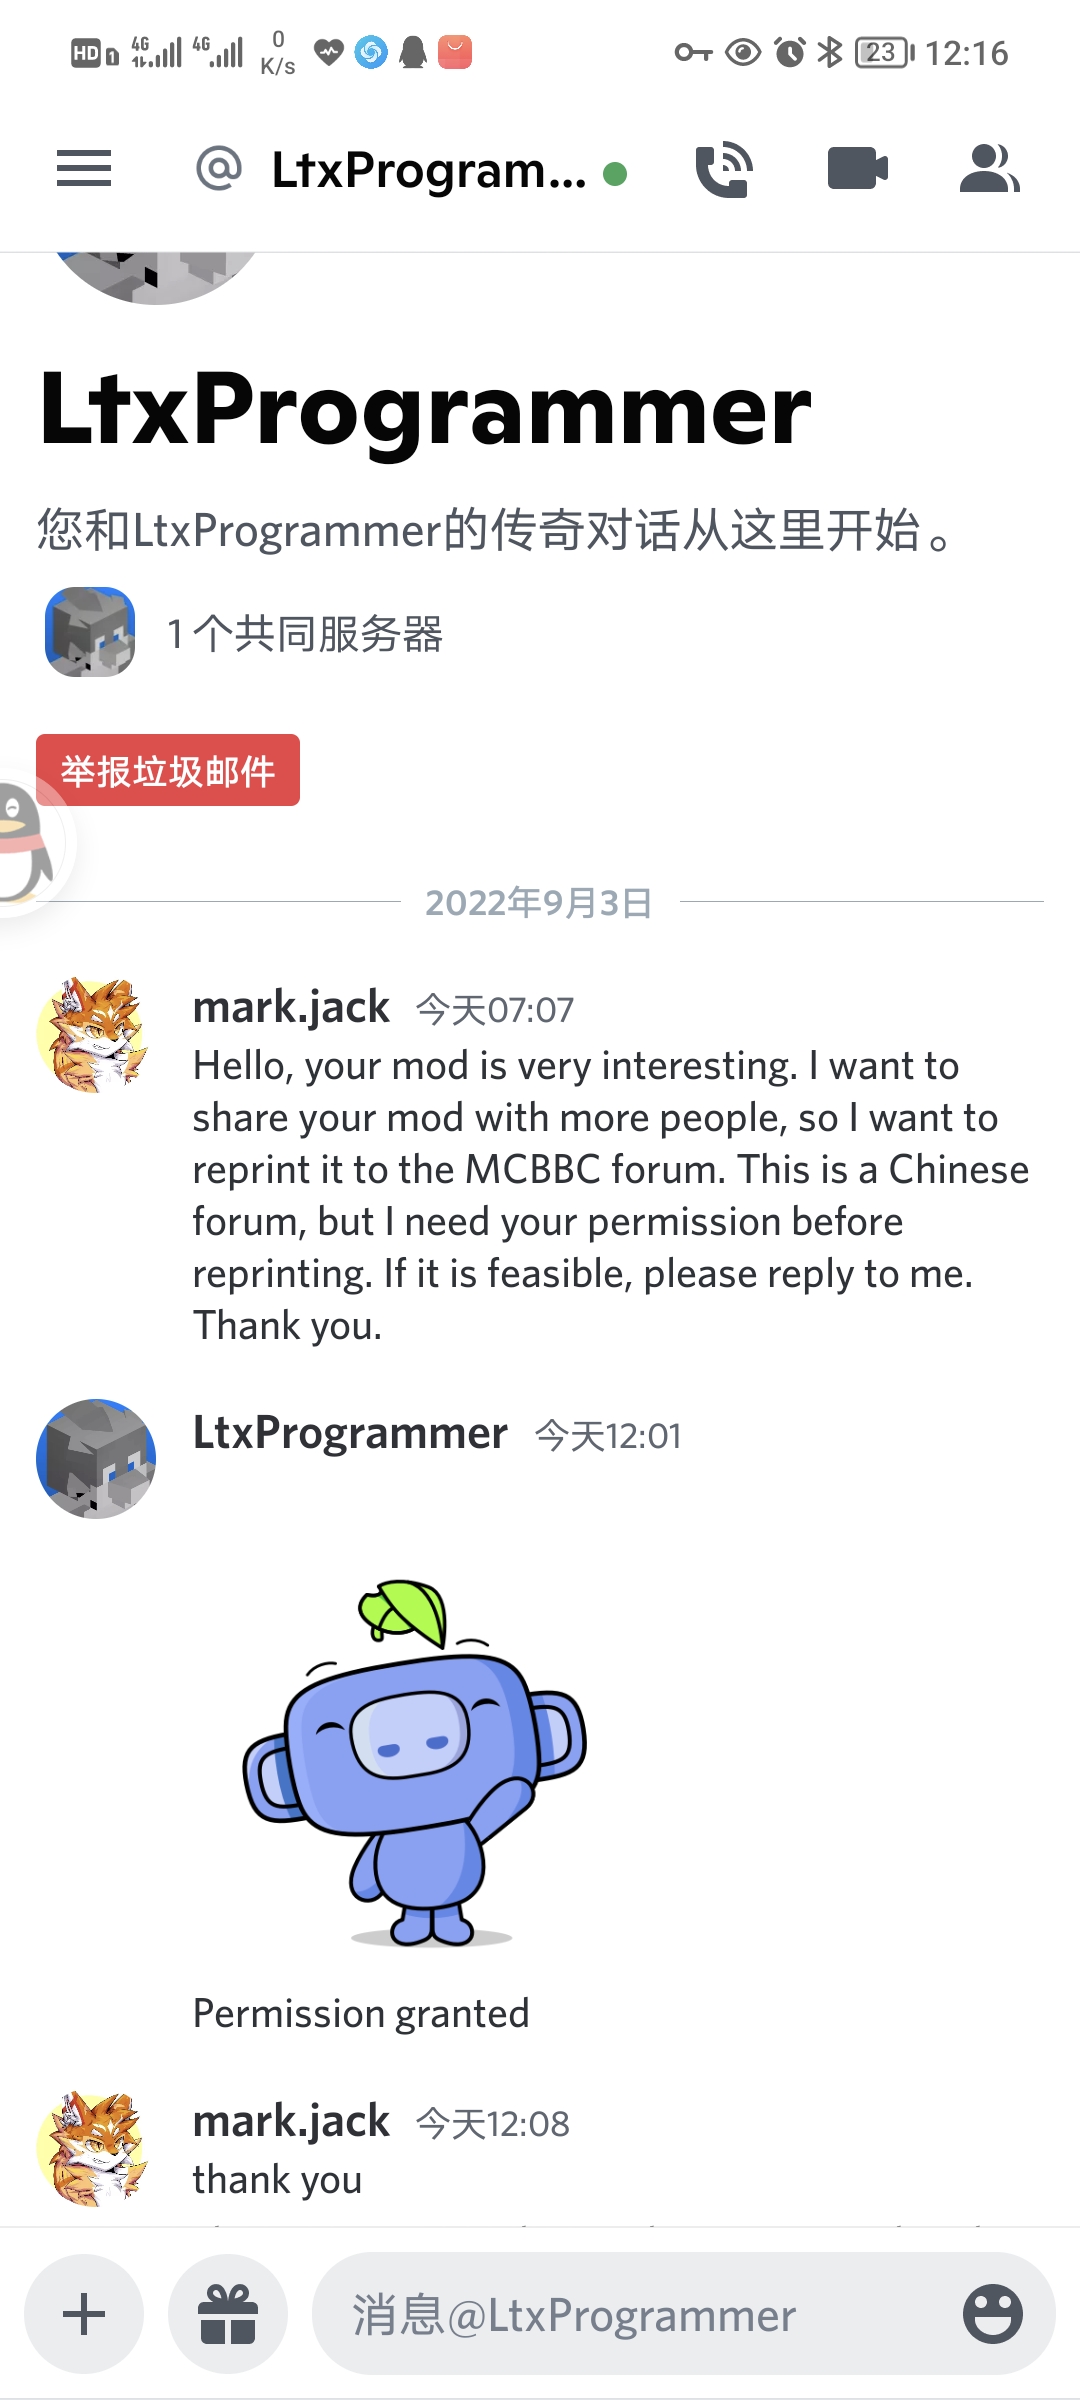 HD 1 4G 4G 0 K/s 23 12:16
@ LtxProgram...
LtxProgrammer
您和LtxProgrammer的传奇对话从这里开始。
1 个共同服务器
举报垃圾邮件
2022年9月3日
mark.jack 今天07:07
Hello, your mod is very interesting. I want to
share your mod with more people, so I want to
reprint it to the MCBBC forum. This is a Chinese
forum, but I need your permission before
reprinting. If it is feasible, please reply to me.
Thank you.
LtxProgrammer 今天12:01
Permission granted
mark.jack 今天12:08
thank you
消息@LtxProgrammer